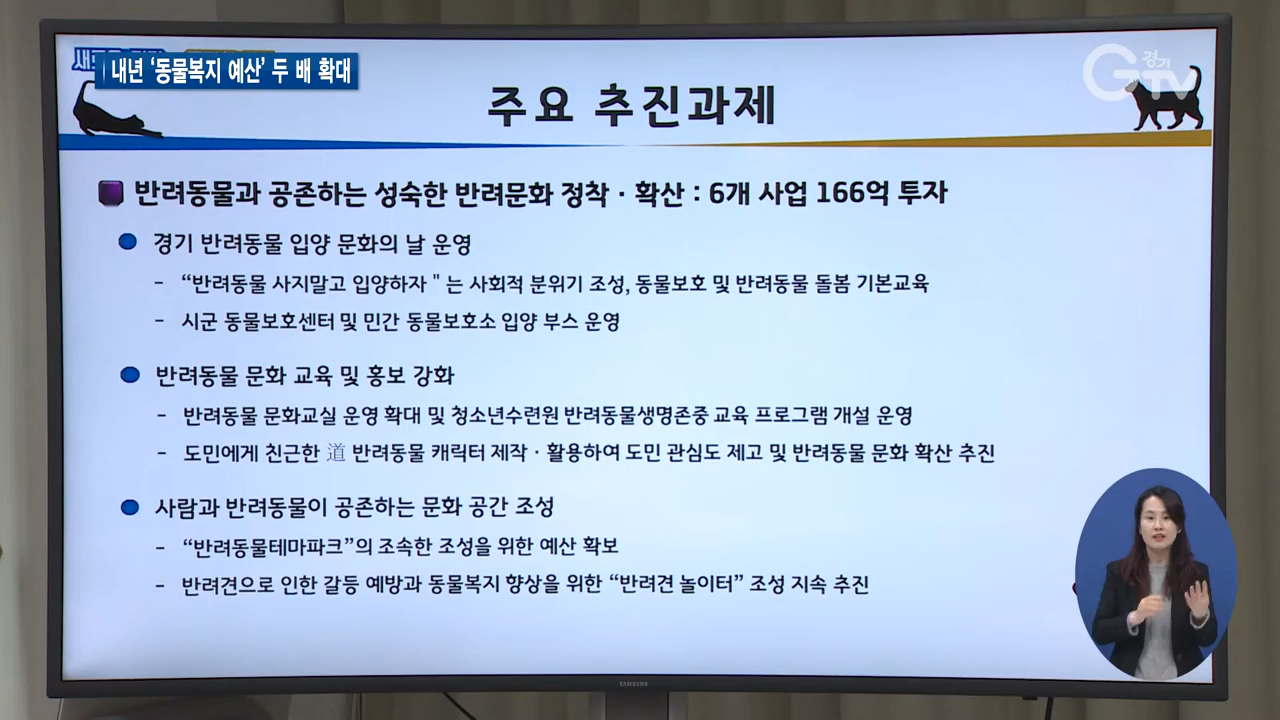 내년 ‘동물복지 예산’ 두 배 확대
경기
GTV
주요 추진과제
반려동물과 공존하는 성숙한 반려문화 정착·확산 : 6개 사업 166억 투자
경기 반려동물 입양 문화의 날 운영
- “반려동물 사지말고 입양하자 " 는 사회적 분위기 조성, 동물보호 및 반려동물 돌봄 기본교육
- 시군 동물보호센터 및 민간 동물보호소 입양 부스 운영
반려동물 문화 교육 및 홍보 강화
- 반려동물 문화교실 운영 확대 및 청소년수련원 반려동물생명존중 교육 프로그램 개설 운영
- 도민에게 친근한 道 반려동물 캐릭터 제작·활용하여 도민 관심도 제고 및 반려동물 문화 확산 추진
사람과 반려동물이 공존하는 문화 공간 조성
- “반려동물테마파크”의 조속한 조성을 위한 예산 확보
- 반려견으로 인한 갈등 예방과 동물복지 향상을 위한 “반려견 놀이터” 조성 지속 추진
SAMSUNG